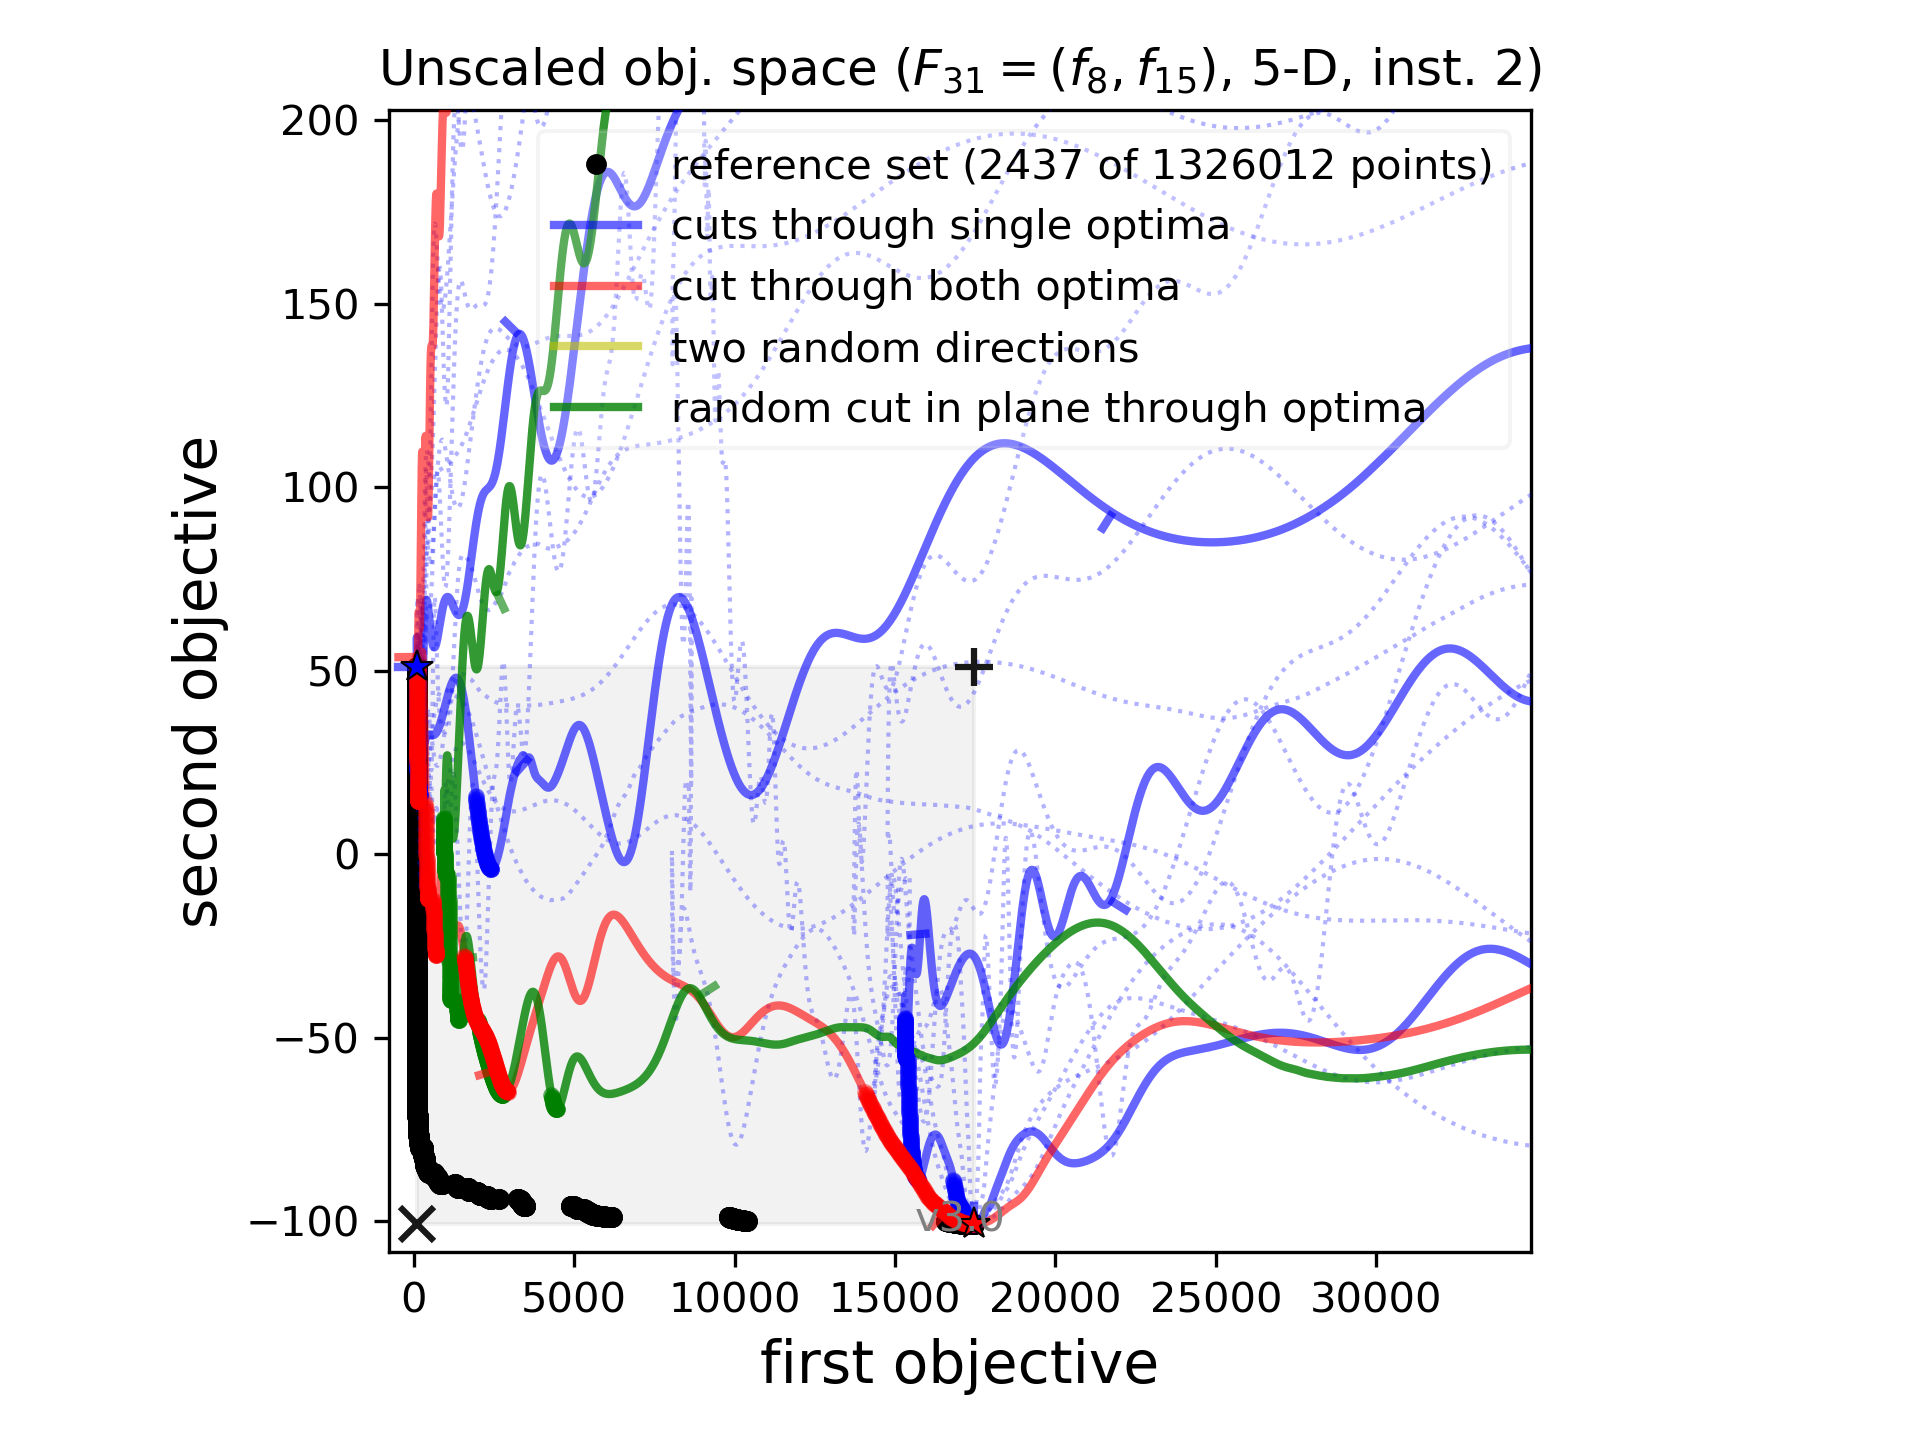 Unscaled obj. space (F31 = (f8, f15), 5-D, inst. 2)
200
150
100
50
0
−50
−100
second objective
reference set (2437 of 1326012 points)
cuts through single optima
cut through both optima
two random directions
random cut in plane through optima
0 5000 10000 15000 20000 25000 30000
first objective